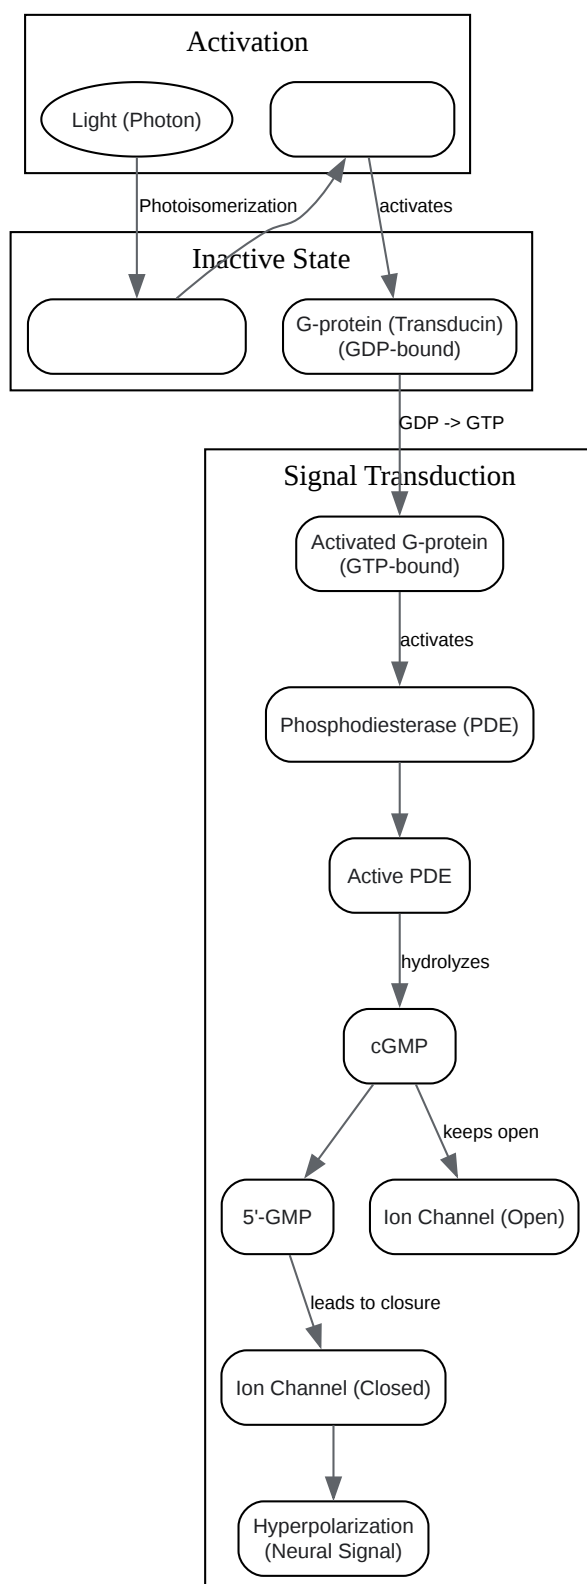 Activation
Light (Photon)
Photoisomerization
activates
Inactive State
G-protein (Transducin)
(GDP-bound)
GDP -> GTP
Signal Transduction
Activated G-protein
(GTP-bound)
activates
Phosphodiesterase (PDE)
Active PDE
hydrolyzes
cGMP
keeps open
5'-GMP
Ion Channel (Open)
leads to closure
Ion Channel (Closed)
Hyperpolarization
(Neural Signal)